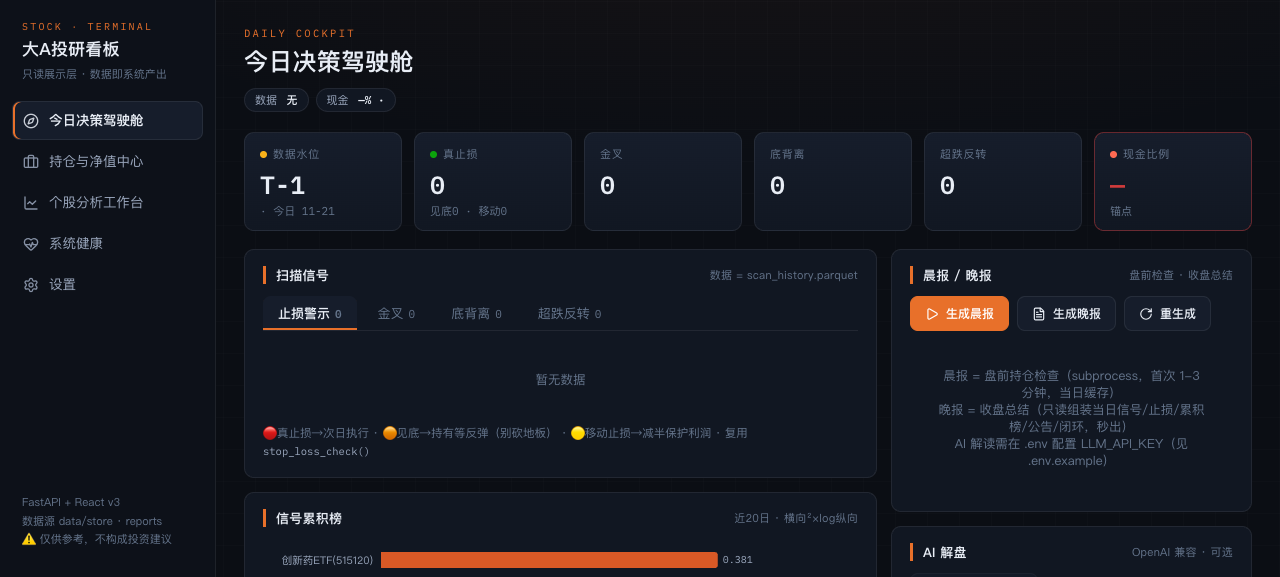 STOCK · TERMINAL
大A投研看板
只读展示层 · 数据即系统产出
今日决策驾驶舱
持仓与净值中心
个股分析工作台
系统健康
设置
FastAPI + React v3
数据源 data/store · reports
⚠️ 仅供参考，不构成投资建议
DAILY COCKPIT
今日决策驾驶舱
数据 无
现金 —% ·
数据水位
T-1
· 今日 11-21
真止损
0
见底0 · 移动0
金叉
0
底背离
0
超跌反转
0
现金比例
—
锚点
扫描信号
数据 = scan_history.parquet
止损警示 0
金叉 0
底背离 0
超跌反转 0
暂无数据
🔴真止损→次日执行 · 🟠见底→持有等反弹（别砍地板） · 🟡移动止损→减半保护利润 · 复用
stop_loss_check()
信号累积榜
近20日 · 横向²×log纵向
创新药ETF(515120)
0.381
晨报 / 晚报
盘前检查 · 收盘总结
生成晨报
生成晚报
重生成
晨报 = 盘前持仓检查（subprocess，首次 1–3
分钟，当日缓存）
晚报 = 收盘总结（只读组装当日信号/止损/累积
榜/公告/闭环，秒出）
AI 解读需在 .env 配置 LLM_API_KEY（见
.env.example）
AI 解盘
OpenAI 兼容 · 可选